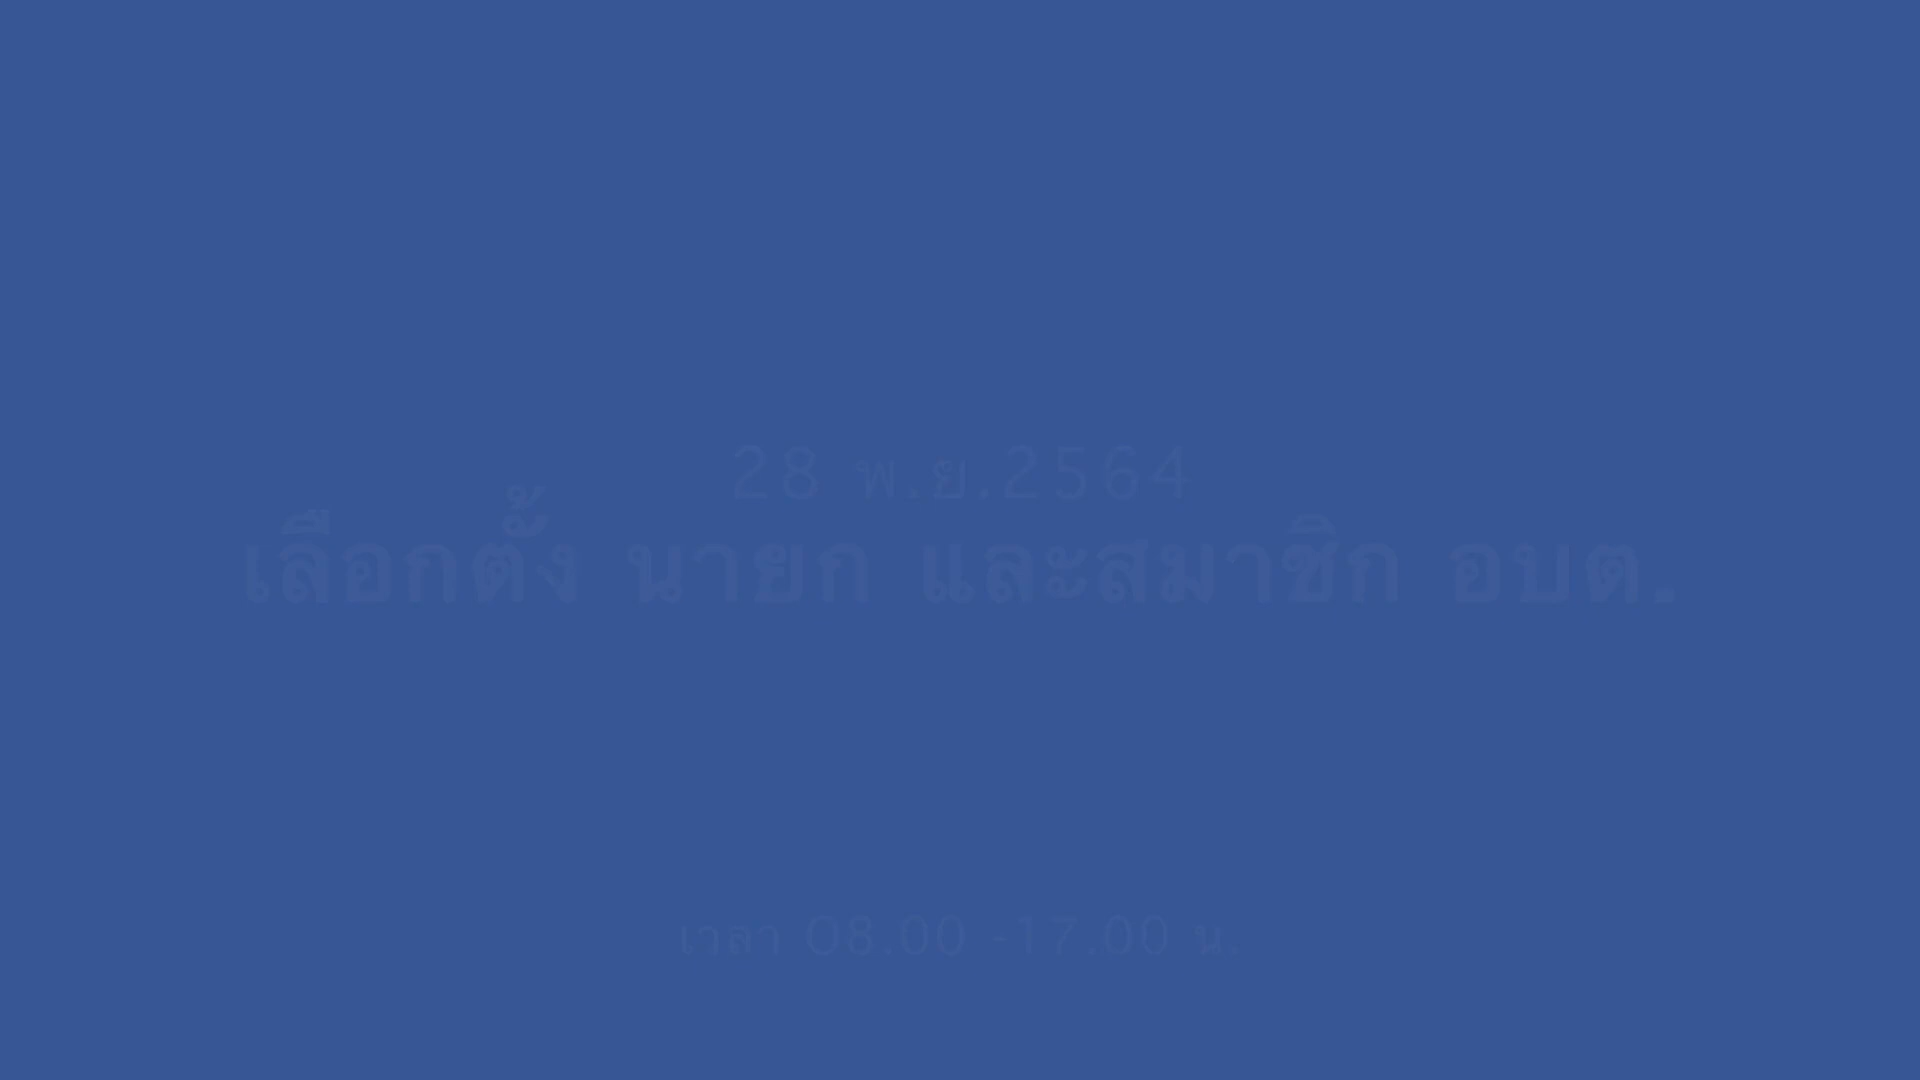 28 พ.ย.2564
เลือกตั้ง นายก และสมาชิก อบต.
เวลา 08.00 -17.00 น.